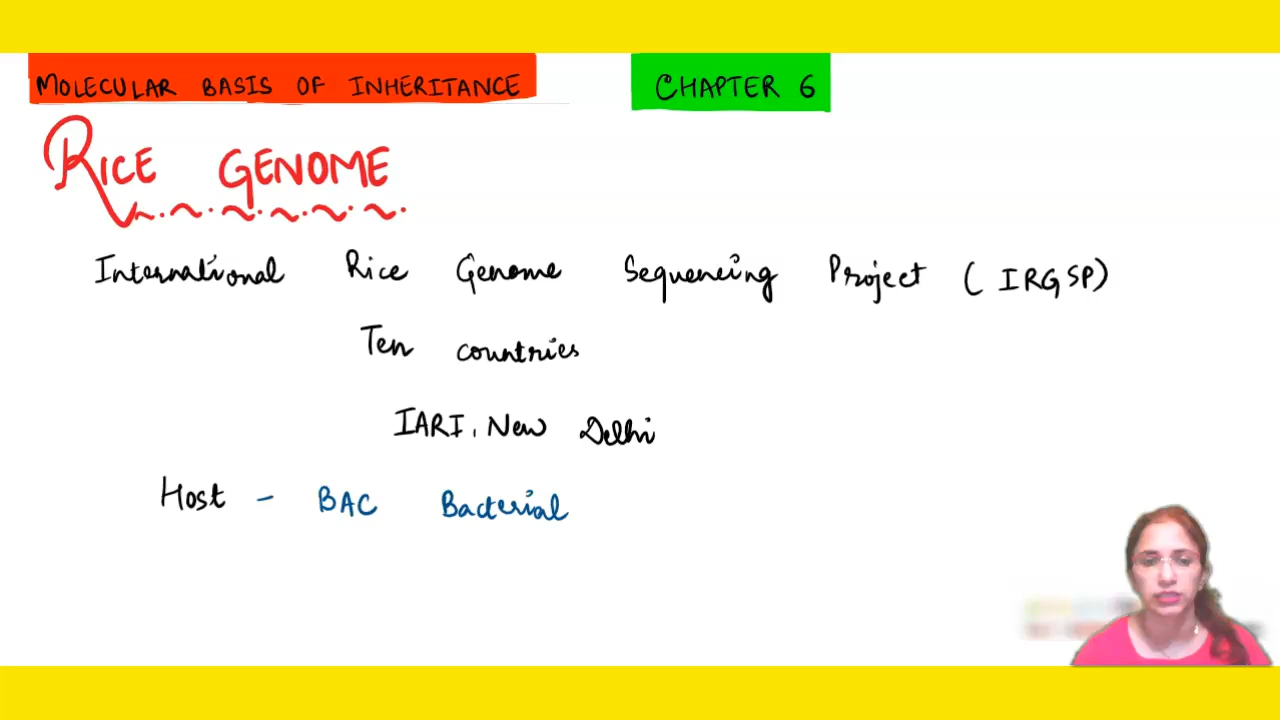 MOLECULAR BASIS OF INHERITANCE
CHAPTER 6
RICE GENOME
International Rice Genome Sequencing Project (IRGSP)
Ten countries
IARI, New Delhi
Host - BAC Bacterial